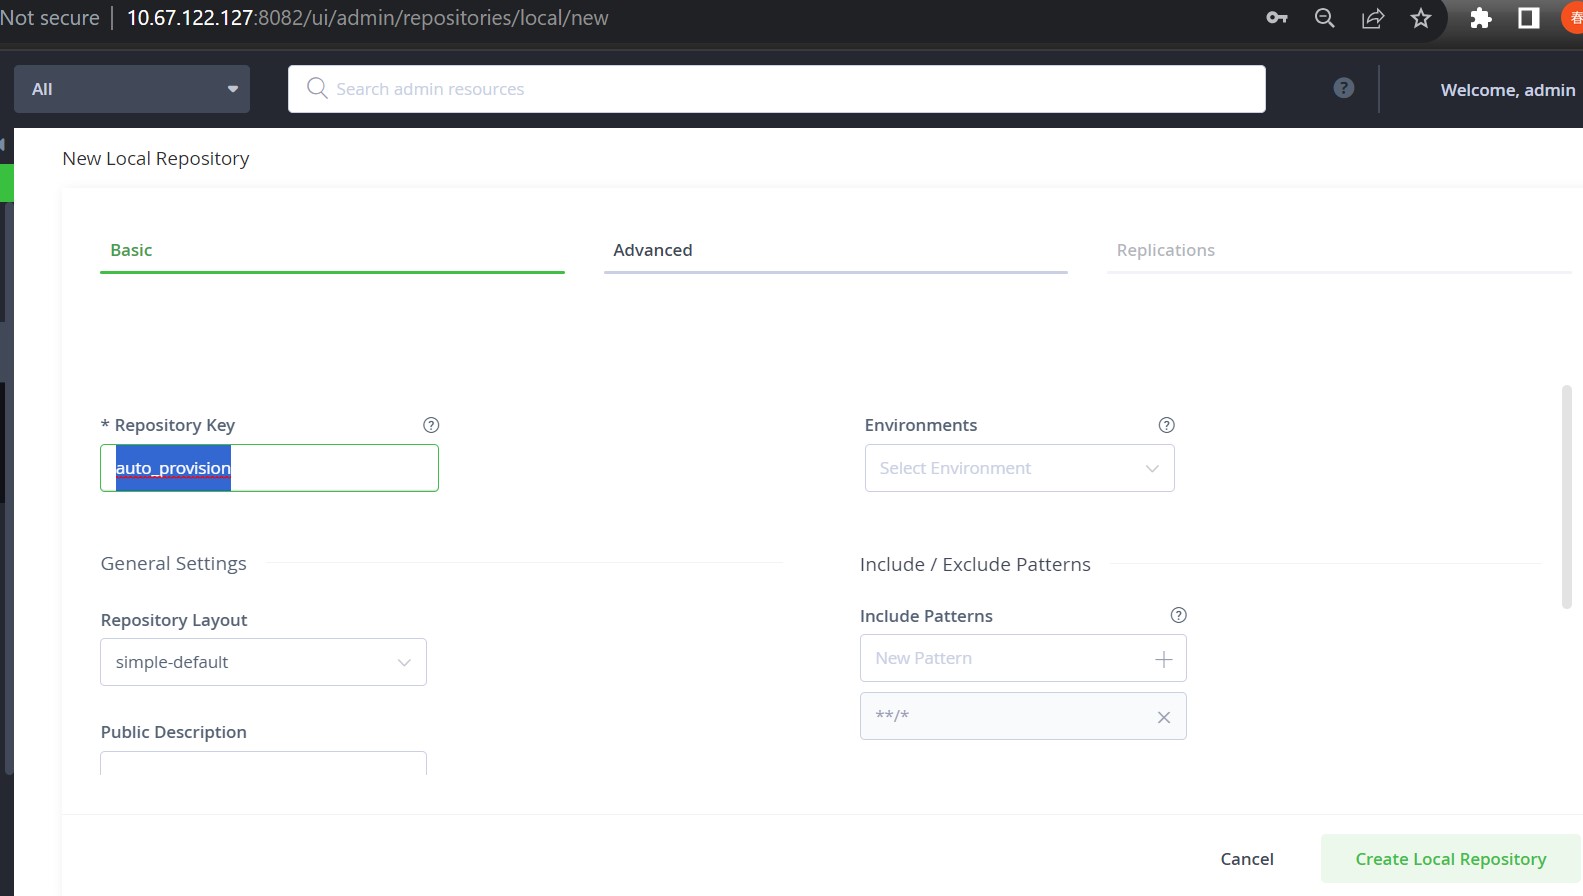 Not secure 10.67.122.127:8082/ui/admin/repositories/local/new
春
All
Search admin resources
?
Welcome, admin
New Local Repository
Basic
Advanced
Replications
* Repository Key ?
Environments ?
auto_provision
Select Environment
General Settings
Include / Exclude Patterns
Repository Layout
Include Patterns ?
simple-default
New Pattern
**/*
Public Description
Cancel
Create Local Repository